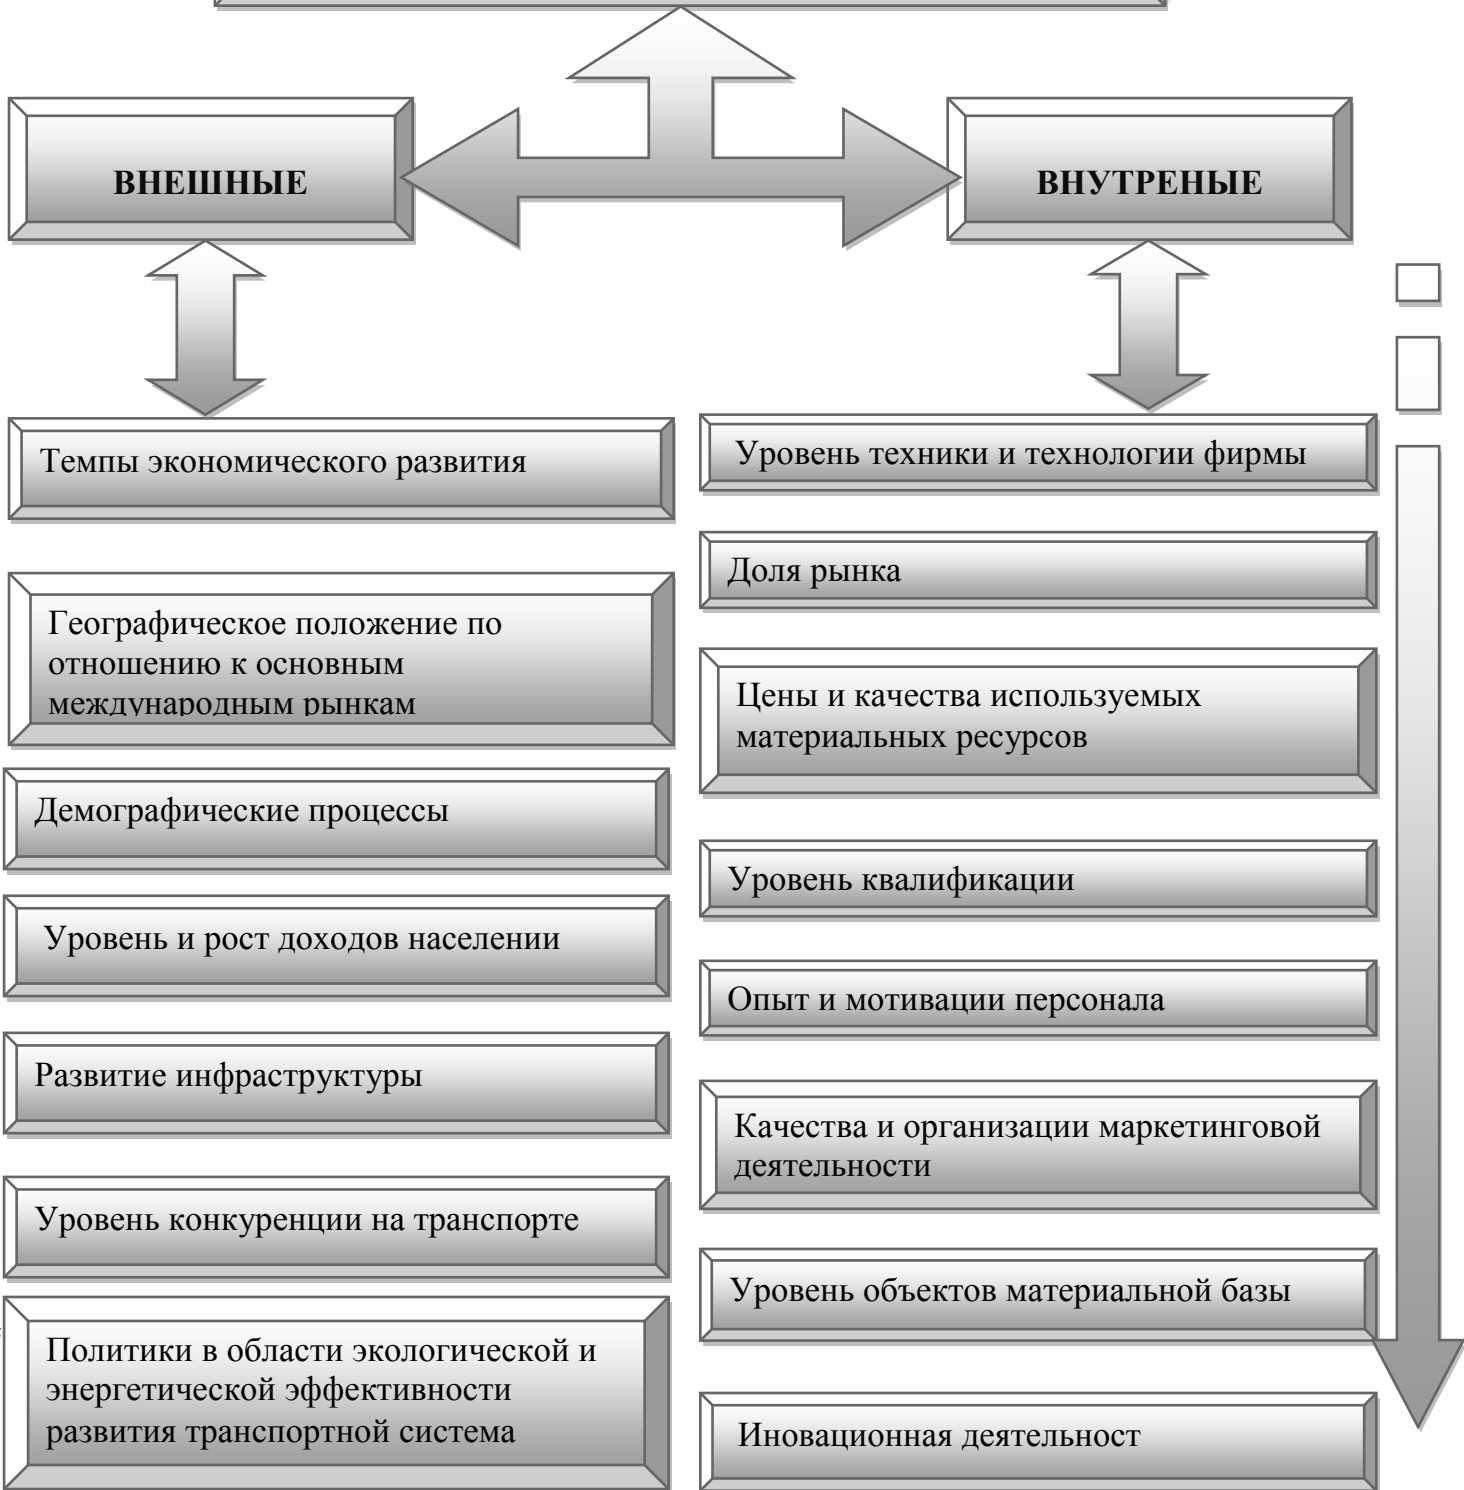 ВНЕШНЫЕ
ВНУТРЕНЫЕ
Темпы экономического развития
Географическое положение по
отношению к основным
международным рынкам
Демографические процессы
Уровень и рост доходов населении
Развитие инфраструктуры
Уровень конкуренции на транспорте
Политики в области экологической и
энергетической эффективности
развития транспортной система
Уровень техники и технологии фирмы
Доля рынка
Цены и качества используемых
материальных ресурсов
Уровень квалификации
Опыт и мотивации персонала
Качества и организации маркетинговой
деятельности
Уровень объектов материальной базы
Иновационная деятельност